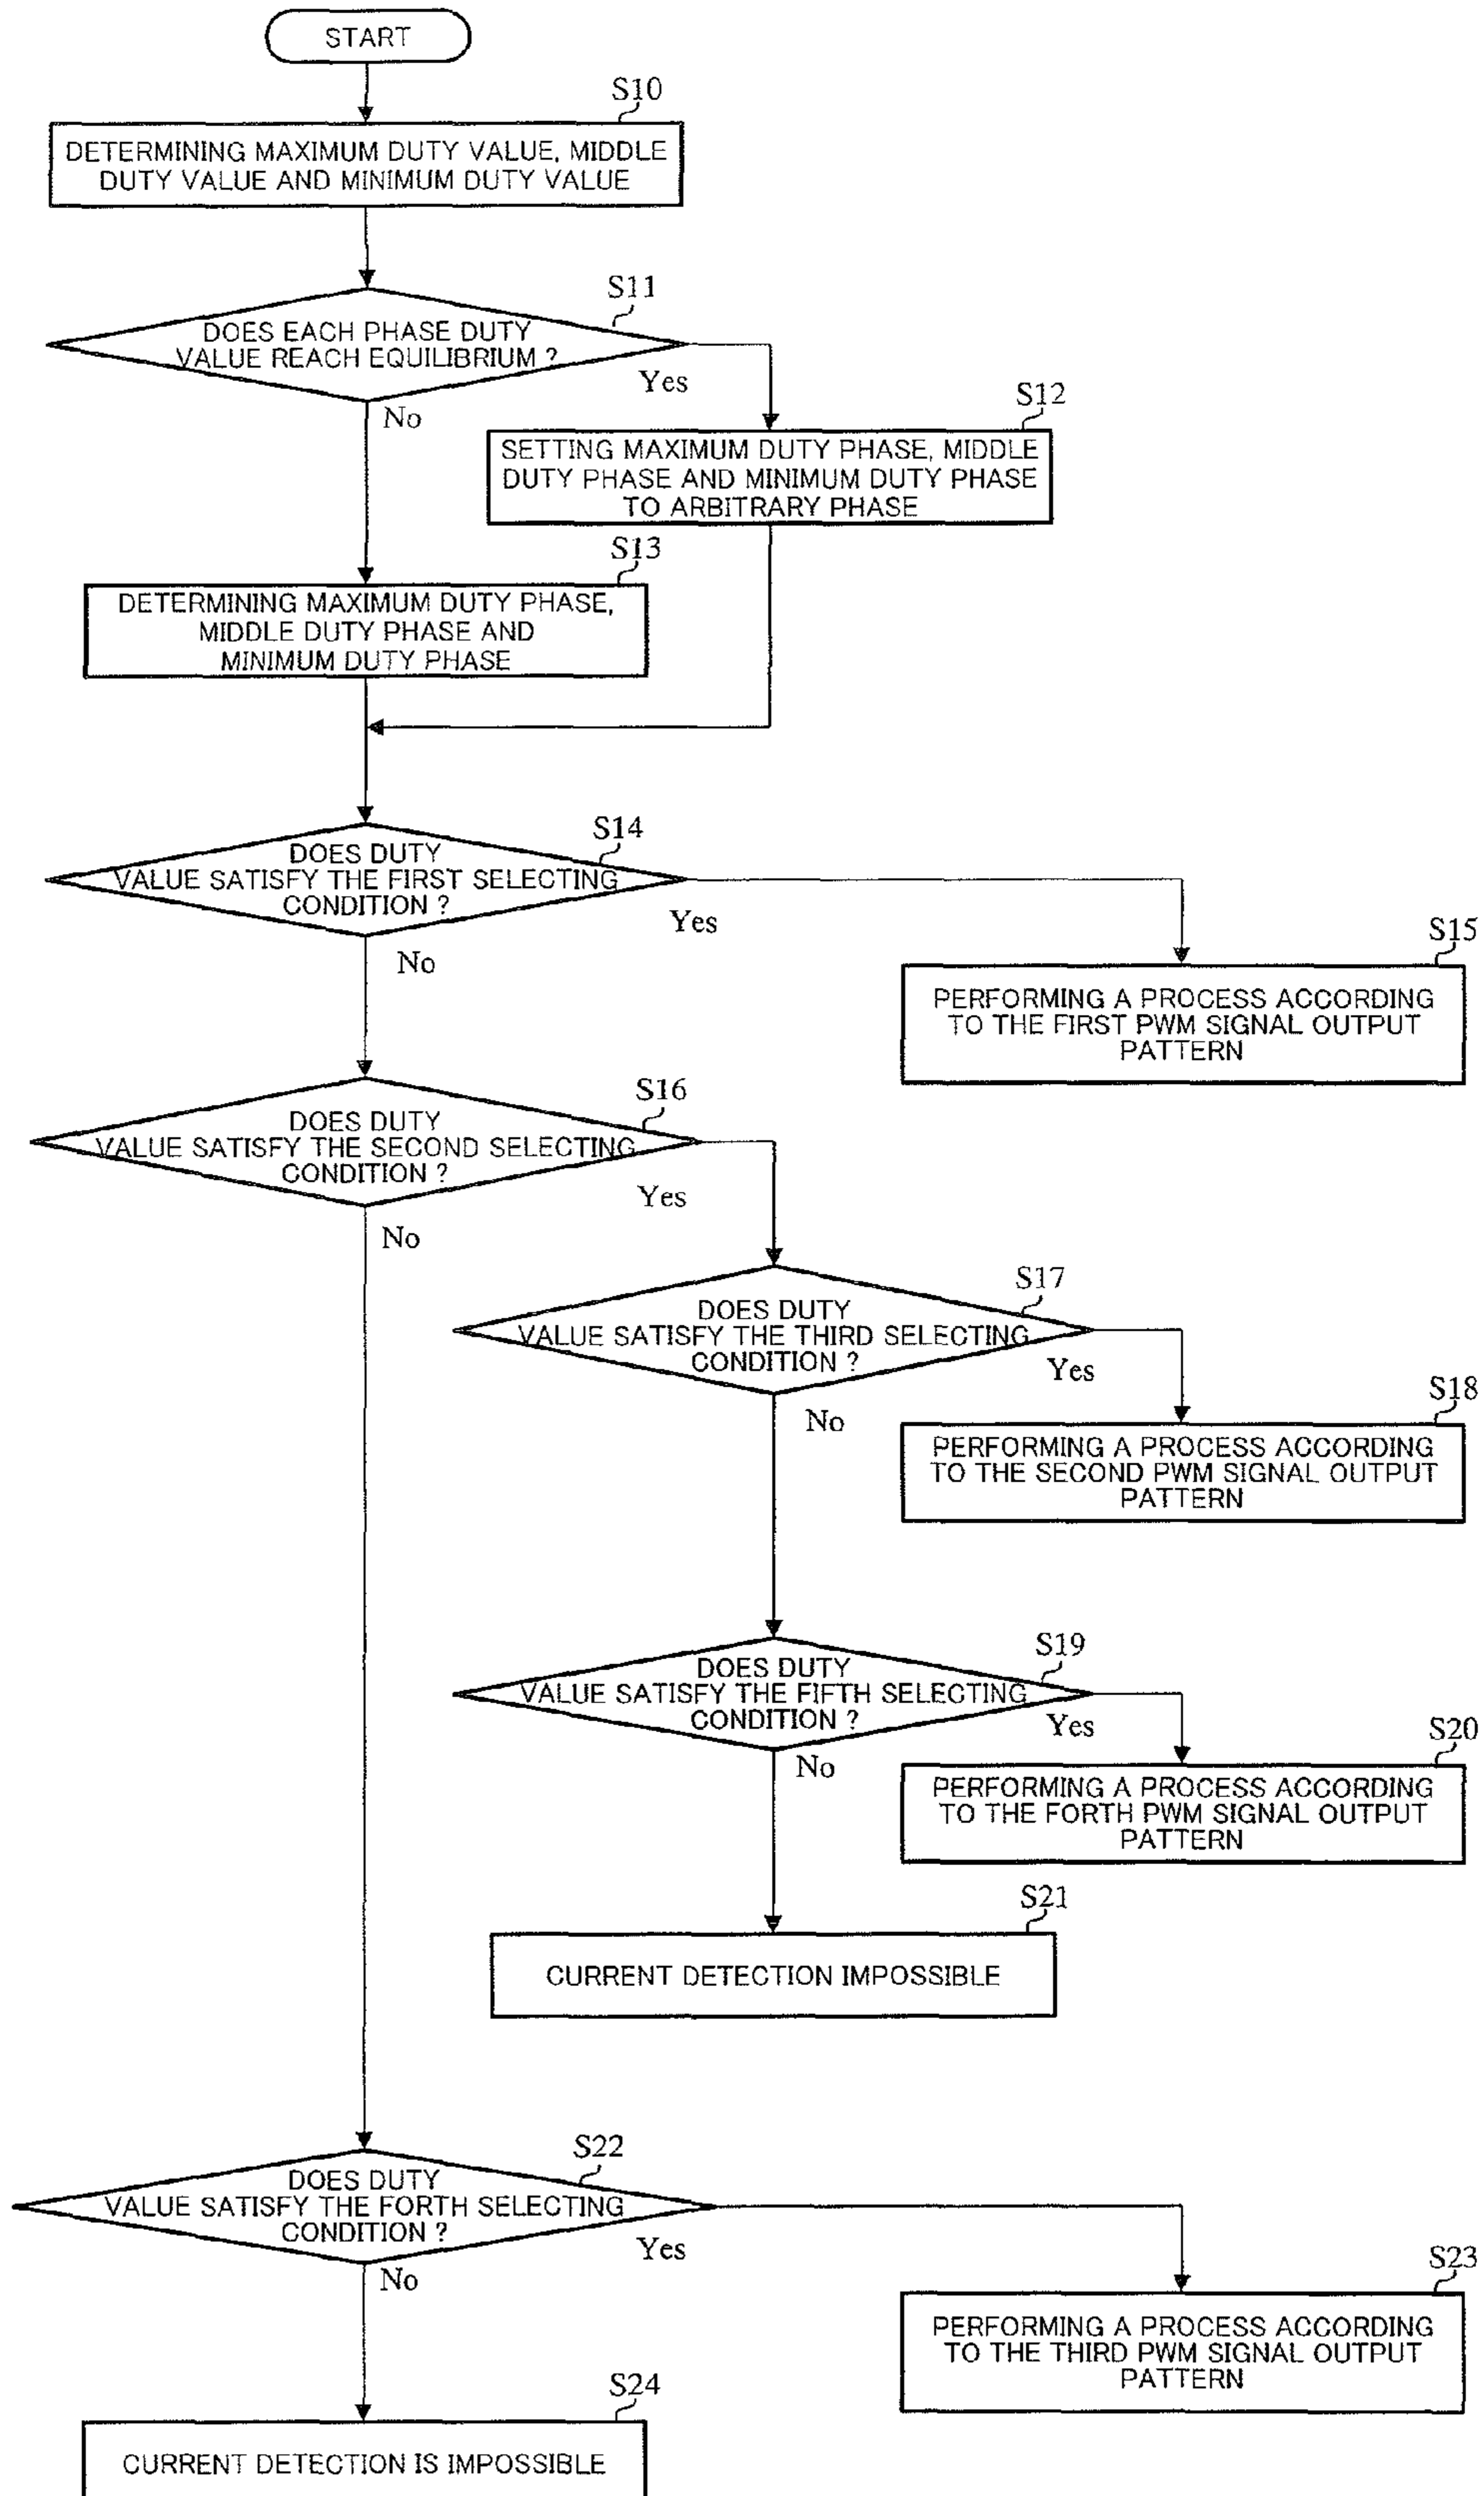 START
S10
DETERMINING MAXIMUM DUTY VALUE, MIDDLE
DUTY VALUE AND MINIMUM DUTY VALUE
S11
DOES EACH PHASE DUTY
VALUE REACH EQUILIBRIUM ?
Yes
No
S12
SETTING MAXIMUM DUTY PHASE, MIDDLE
DUTY PHASE AND MINIMUM DUTY PHASE
TO ARBITRARY PHASE
S13
DETERMINING MAXIMUM DUTY PHASE,
MIDDLE DUTY PHASE AND
MINIMUM DUTY PHASE
S14
DOES DUTY
VALUE SATISFY THE FIRST SELECTING
CONDITION ?
Yes
No
S15
PERFORMING A PROCESS ACCORDING
TO THE FIRST PWM SIGNAL OUTPUT
PATTERN
S16
DOES DUTY
VALUE SATISFY THE SECOND SELECTING
CONDITION ?
Yes
No
S17
DOES DUTY
VALUE SATISFY THE THIRD SELECTING
CONDITION ?
Yes
No
S18
PERFORMING A PROCESS ACCORDING
TO THE SECOND PWM SIGNAL OUTPUT
PATTERN
S19
DOES DUTY
VALUE SATISFY THE FIFTH SELECTING
CONDITION ?
Yes
No
S20
PERFORMING A PROCESS ACCORDING
TO THE FORTH PWM SIGNAL OUTPUT
PATTERN
S21
CURRENT DETECTION IMPOSSIBLE
S22
DOES DUTY
VALUE SATISFY THE FORTH SELECTING
CONDITION ?
Yes
No
S23
PERFORMING A PROCESS ACCORDING
TO THE THIRD PWM SIGNAL OUTPUT
PATTERN
S24
CURRENT DETECTION IS IMPOSSIBLE